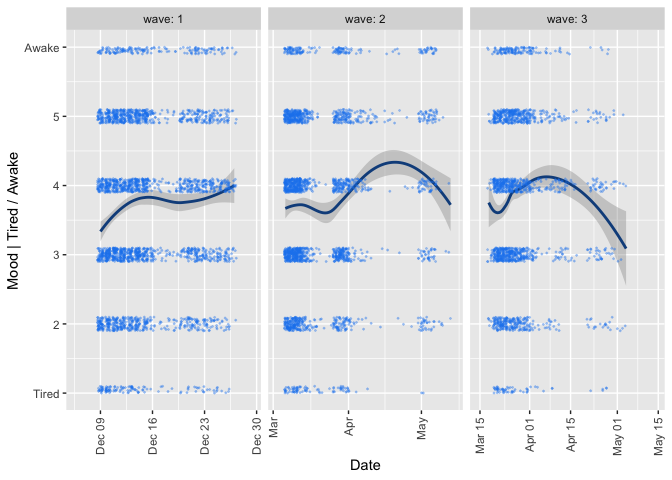 wave: 1
wave: 2
wave: 3
Mood | Tired / Awake
Awake
5
4
3
2
Tired
Dec 09
Dec 16
Dec 23
Dec 30
Mar
Apr
May
Mar 15
Apr 01
Apr 15
May 01
May 15
Date